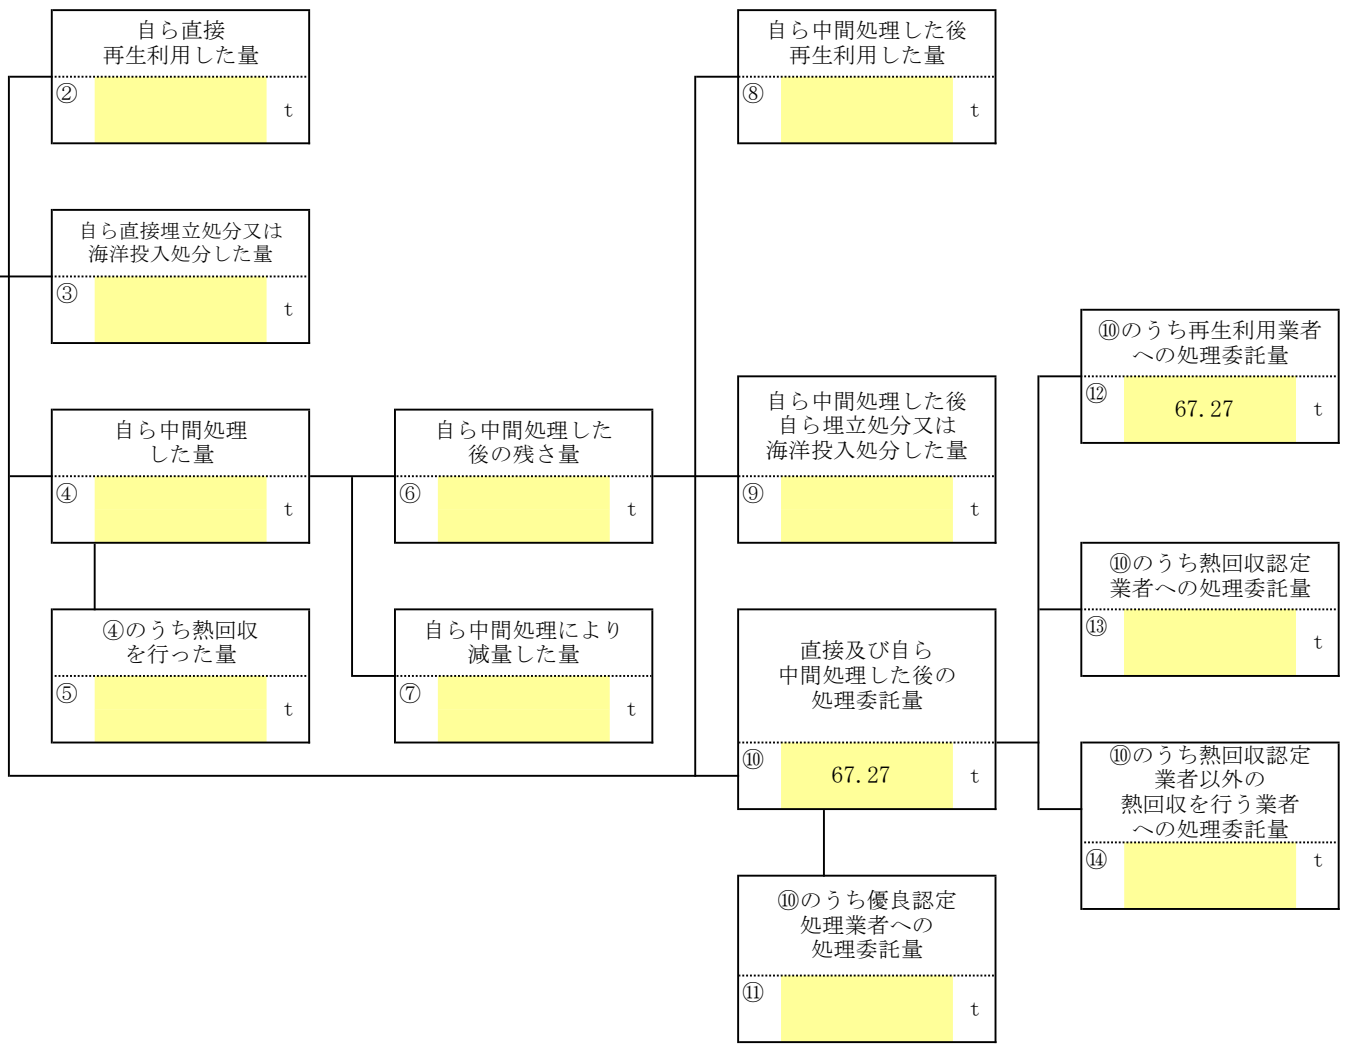 自ら直接
再生利用した量
②
t
自ら中間処理した後
再生利用した量
⑧
t
自ら直接埋立処分又は
海洋投入処分した量
③
t
⑩のうち再生利用業者
への処理委託量
⑫
67.27
t
自ら中間処理
した量
④
t
自ら中間処理した
後の残さ量
⑥
t
自ら中間処理した後
自ら埋立処分又は
海洋投入処分した量
⑨
t
⑩のうち熱回収認定
業者への処理委託量
⑬
t
④のうち熱回収
を行った量
⑤
t
自ら中間処理により
減量した量
⑦
t
直接及び自ら
中間処理した後の
処理委託量
⑩
67.27
t
⑩のうち熱回収認定
業者以外の
熱回収を行う業者
への処理委託量
⑭
t
⑩のうち優良認定
処理業者への
処理委託量
⑪
t